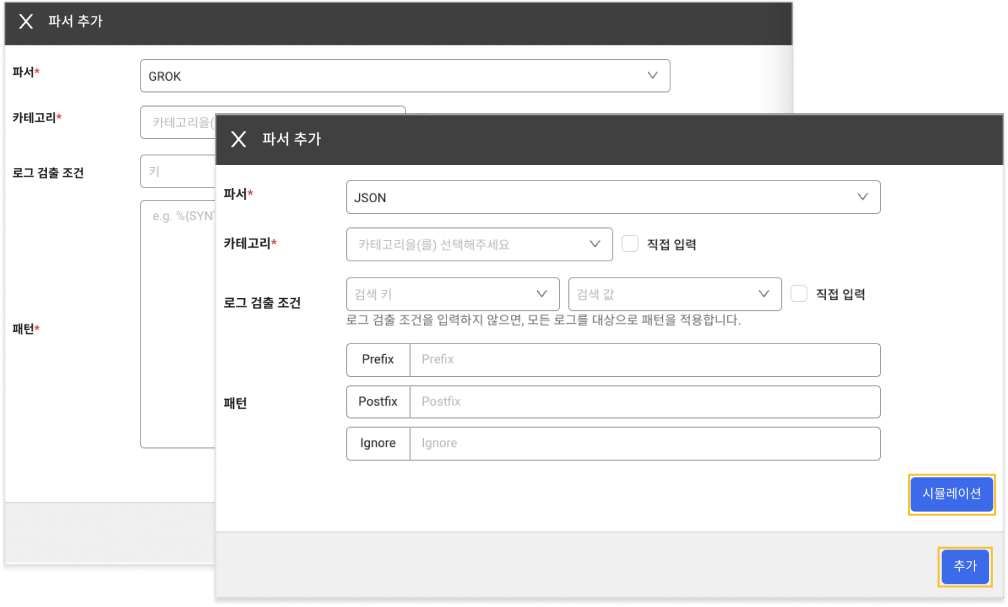 파서 추가
파서*
GROK
카테고리*
카테고리을(
로그 검출 조건
키
e.g. %{SYN
패턴*
파서 추가
파서*
JSON
카테고리*
카테고리을(를) 선택해주세요
직접 입력
로그 검출 조건
검색 키
검색 값
직접 입력
로그 검출 조건을 입력하지 않으면, 모든 로그를 대상으로 패턴을 적용합니다.
패턴
Prefix
Prefix
Postfix
Postfix
Ignore
Ignore
시뮬레이션
추가